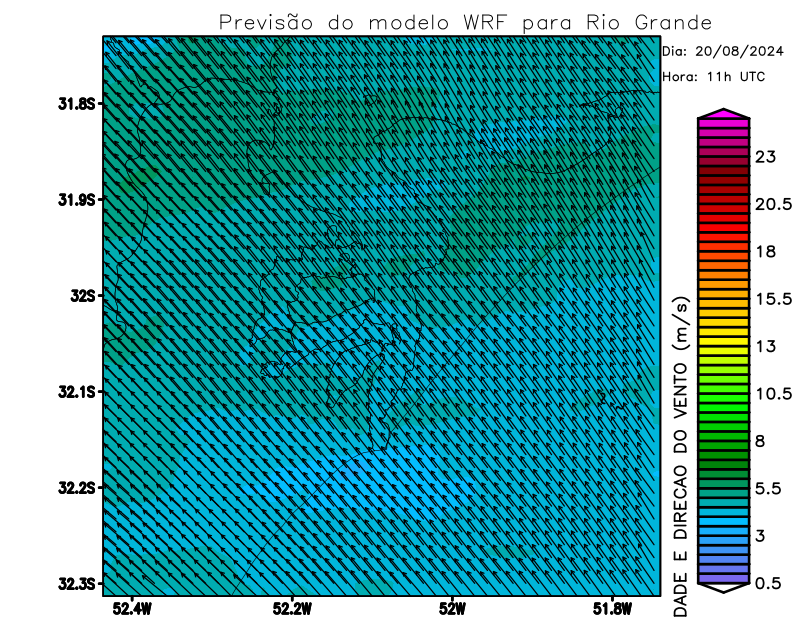 Previsão do modelo WRF para Rio Grande
Dia: 20/08/2024
Hora: 11h UTC
31.8S
31.9S
32S
32.1S
32.2S
32.3S
52.4W
52.2W
52W
51.8W
23
20.5
18
15.5
13
10.5
8
5.5
3
0.5
DADE E DIRECAO DO VENTO (m/s)